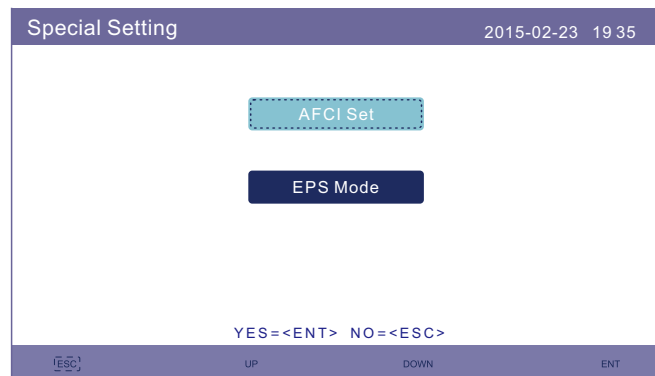 Special Setting 2015-02-23 19 35
AFCI Set
EPS Mode
YES=<ENT> NO=<ESC>
ESC UP DOWN ENT